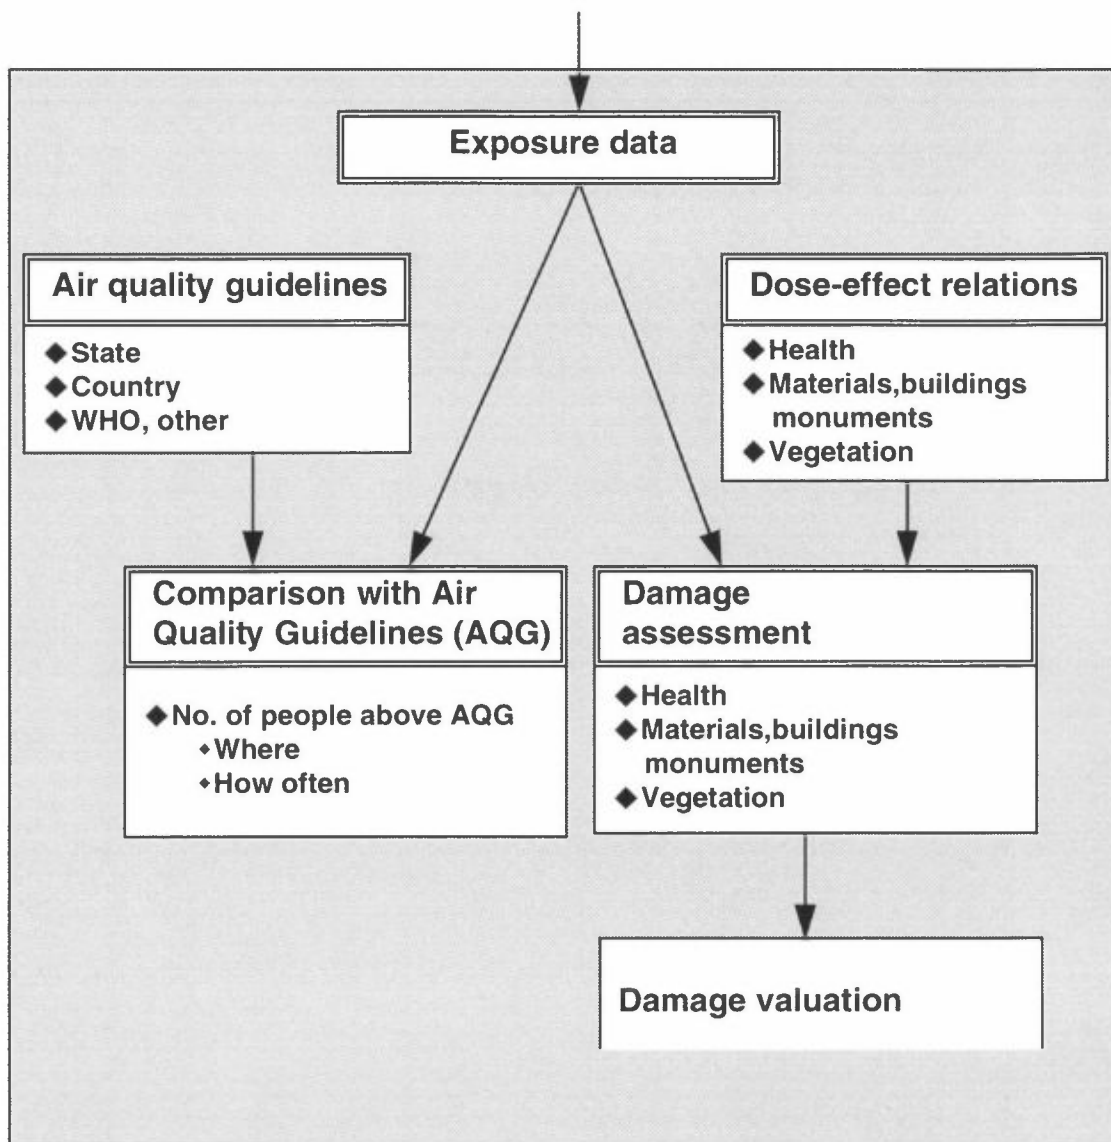 Exposure data
Air quality guidelines
◆State
◆Country
◆WHO, other
Dose-effect relations
◆Health
◆Materials,buildings
monuments
◆Vegetation
Comparison with Air
Quality Guidelines (AQG)
◆No. of people above AQG
◆Where
◆How often
Damage
assessment
◆Health
◆Materials,buildings
monuments
◆Vegetation
Damage valuation